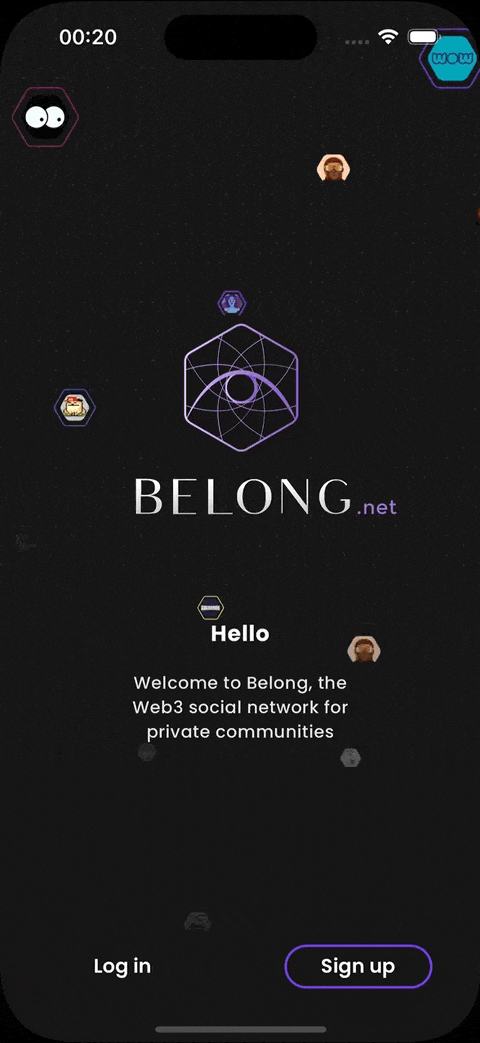 00:20
WOW
BELONG.net
Hello
Welcome to Belong, the
Web3 social network for
private communities
Log in
Sign up